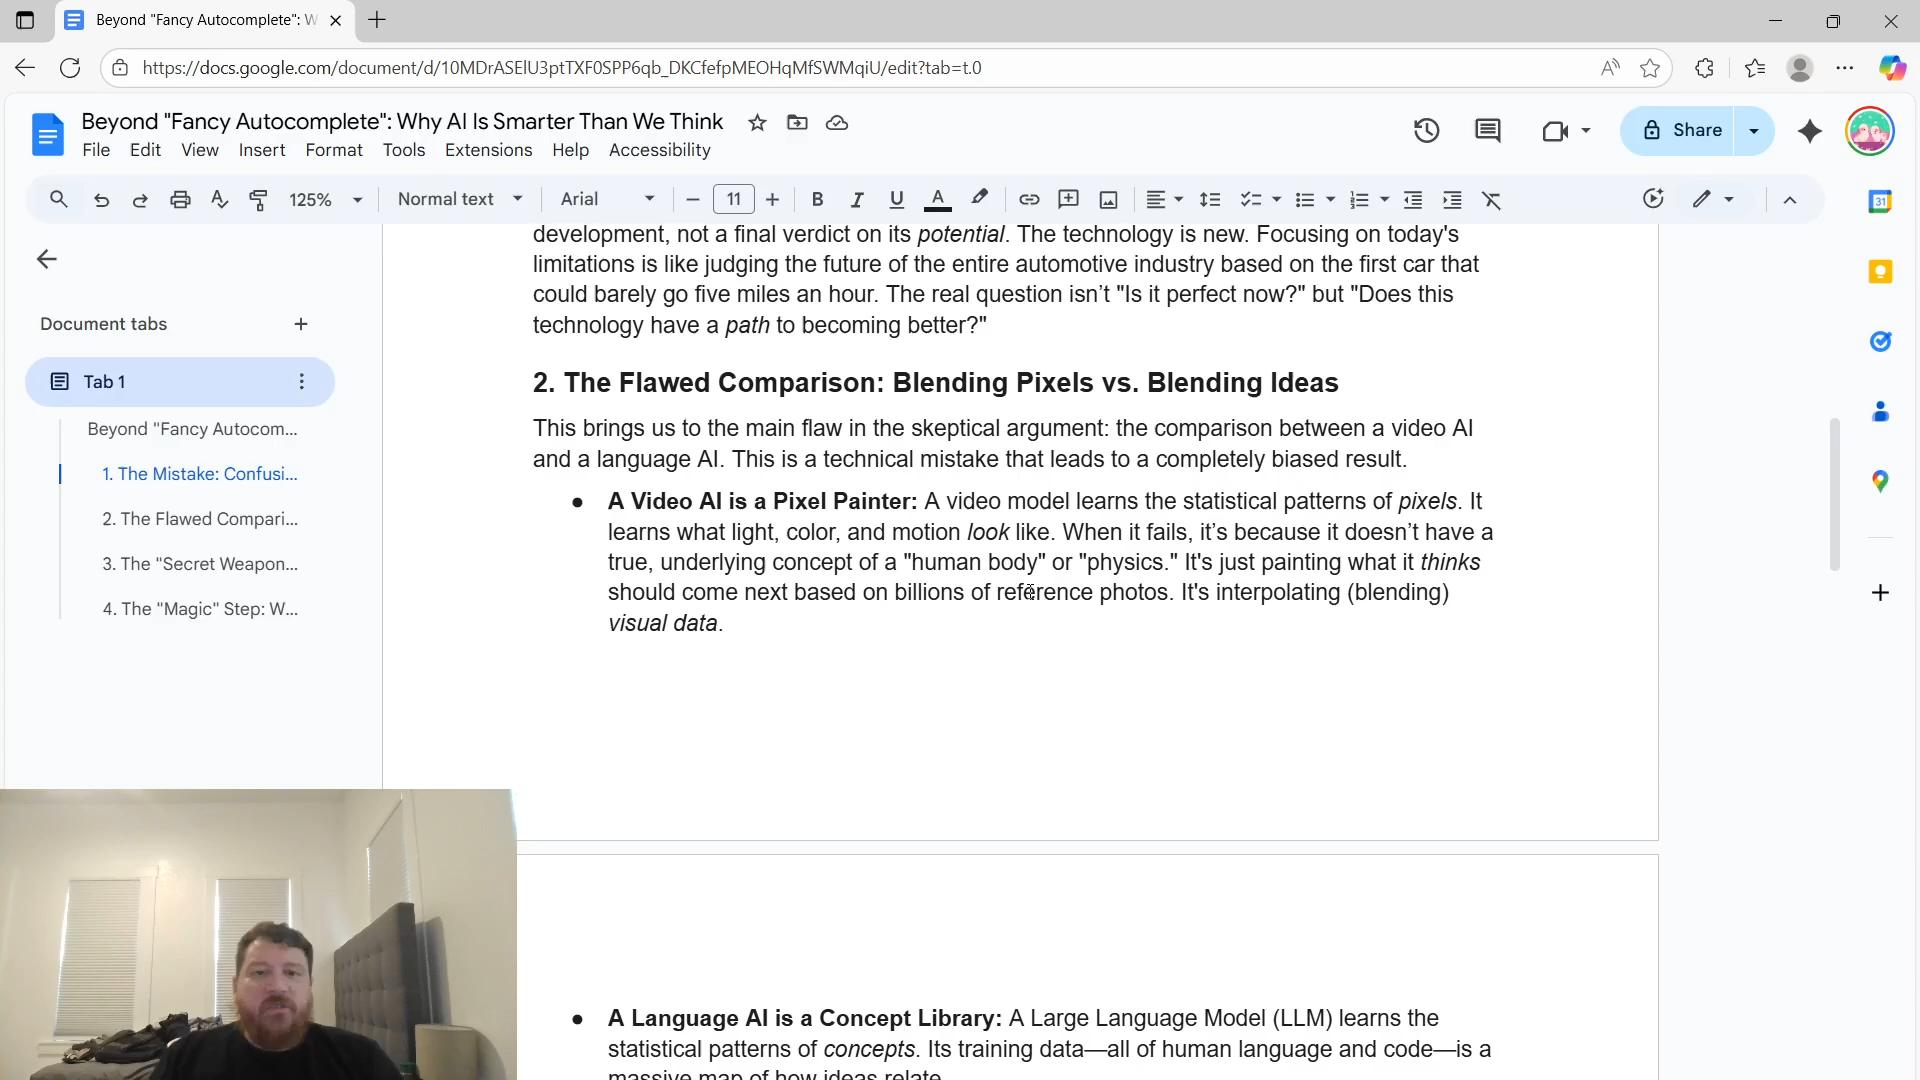 Beyond "Fancy Autocomplete": W
https://docs.google.com/document/d/10MDrASElU3ptTXF0SPP6qb_DKCfefpMEOHqMfSWMqiU/edit?tab=t.0
Beyond "Fancy Autocomplete": Why AI Is Smarter Than We Think
File Edit View Insert Format Tools Extensions Help Accessibility
Share
125% Normal text Arial 11
Document tabs
Tab 1
Beyond "Fancy Autocom...
1. The Mistake: Confusi...
2. The Flawed Compari...
3. The "Secret Weapon...
4. The "Magic" Step: W...
development, not a final verdict on its potential. The technology is new. Focusing on today's
limitations is like judging the future of the entire automotive industry based on the first car that
could barely go five miles an hour. The real question isn’t "Is it perfect now?" but "Does this
technology have a path to becoming better?"
2. The Flawed Comparison: Blending Pixels vs. Blending Ideas
This brings us to the main flaw in the skeptical argument: the comparison between a video AI
and a language AI. This is a technical mistake that leads to a completely biased result.
● A Video AI is a Pixel Painter: A video model learns the statistical patterns of pixels. It
learns what light, color, and motion look like. When it fails, it’s because it doesn’t have a
true, underlying concept of a "human body" or "physics." It's just painting what it thinks
should come next based on billions of reference photos. It's interpolating (blending)
visual data.
● A Language AI is a Concept Library: A Large Language Model (LLM) learns the
statistical patterns of concepts. Its training data—all of human language and code—is a
massive map of how ideas relate.